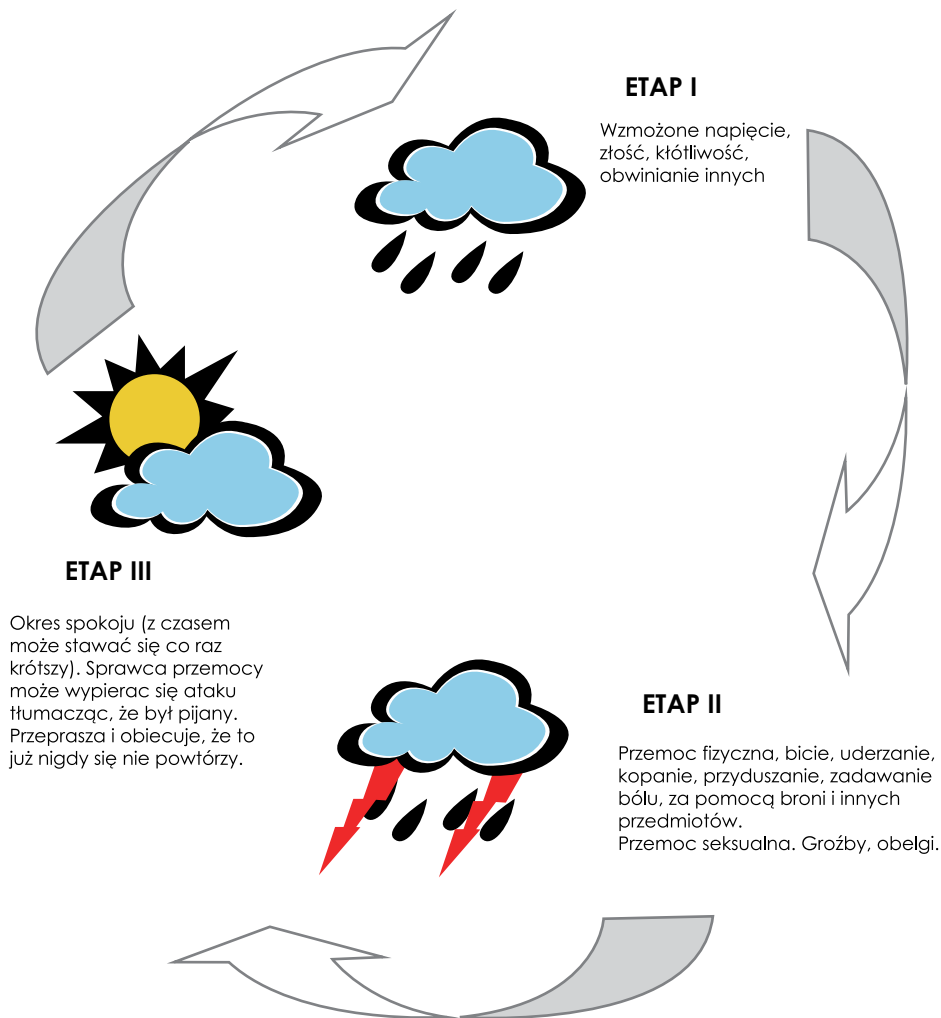 ETAP I
Wzmożone napięcie,
złość, kłótliwość,
obwinianie innych
ETAP II
Przemoc fizyczna, bicie, uderzanie,
kopanie, przyduszanie, zadawanie
bólu, za pomocą broni i innych
przedmiotów.
Przemoc seksualna. Groźby, obelgi.
ETAP III
Okres spokoju (z czasem
może stawać się co raz
krótszy). Sprawca przemocy
może wypierac się ataku
tłumacząc, że był pijany.
Przeprasza i obiecuje, że to
już nigdy się nie powtórzy.